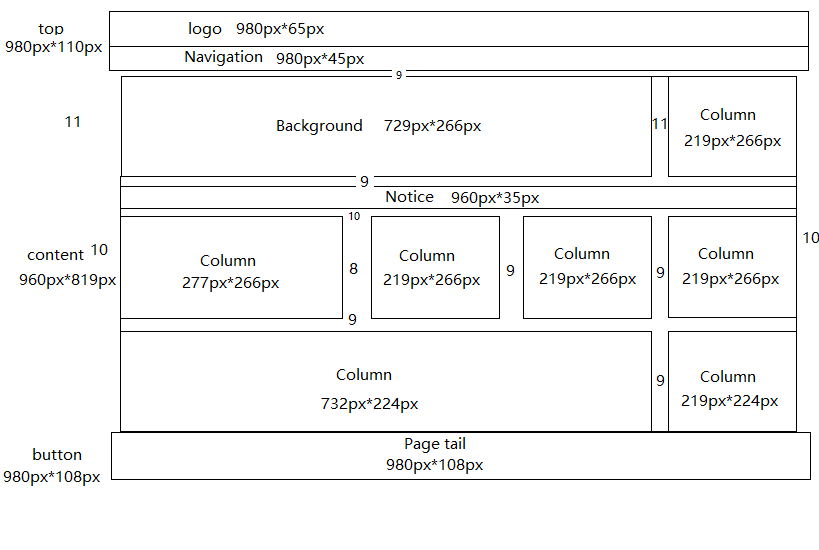 top
980px*110px
logo 980px*65px
Navigation 980px*45px
9
11
Background 729px*266px
11
Column
219px*266px
9
Notice 960px*35px
10
content 10
960px*819px
Column
277px*266px
8
Column
219px*266px
9
Column
219px*266px
9
Column
219px*266px
10
9
Column
732px*224px
9
Column
219px*224px
button
980px*108px
Page tail
980px*108px